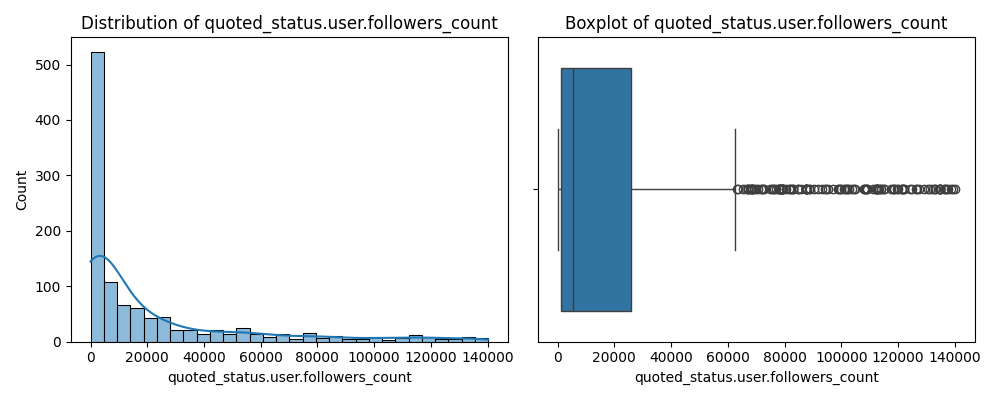 Distribution of quoted_status.user.followers_count
500
400
300
200
100
0
Count
0 20000 40000 60000 80000 100000 120000 140000
quoted_status.user.followers_count
Boxplot of quoted_status.user.followers_count
0 20000 40000 60000 80000 100000 120000 140000
quoted_status.user.followers_count